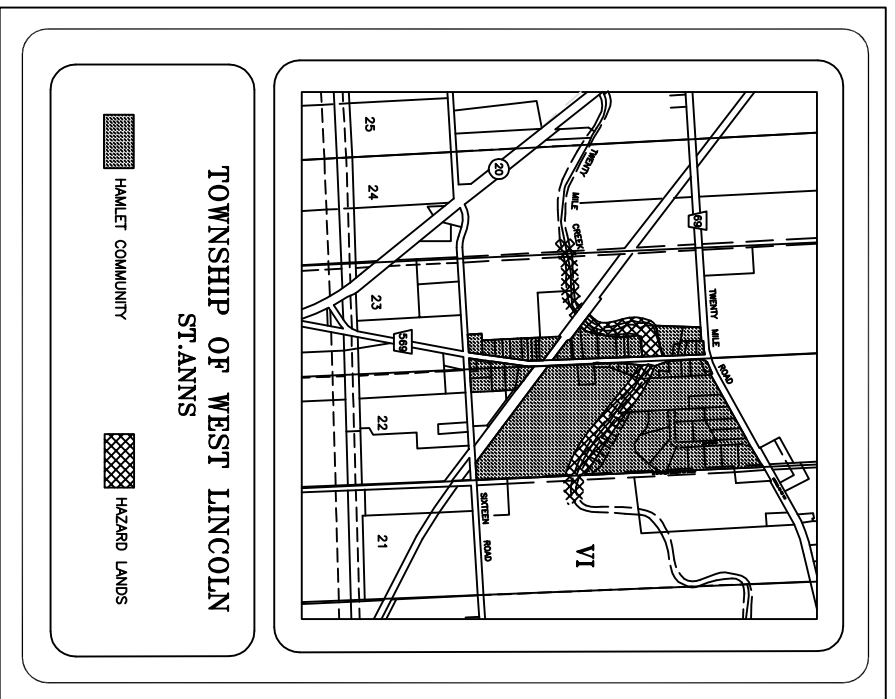 TOWNSHIP OF WEST LINCOLN
ST.ANNS
HAMLET COMMUNITY
HAZARD LANDS
69
TWENTY MILE ROAD
TWENTY MILE CREEK
20
VI
569
SIXTEEN ROAD
25
24
23
22
21